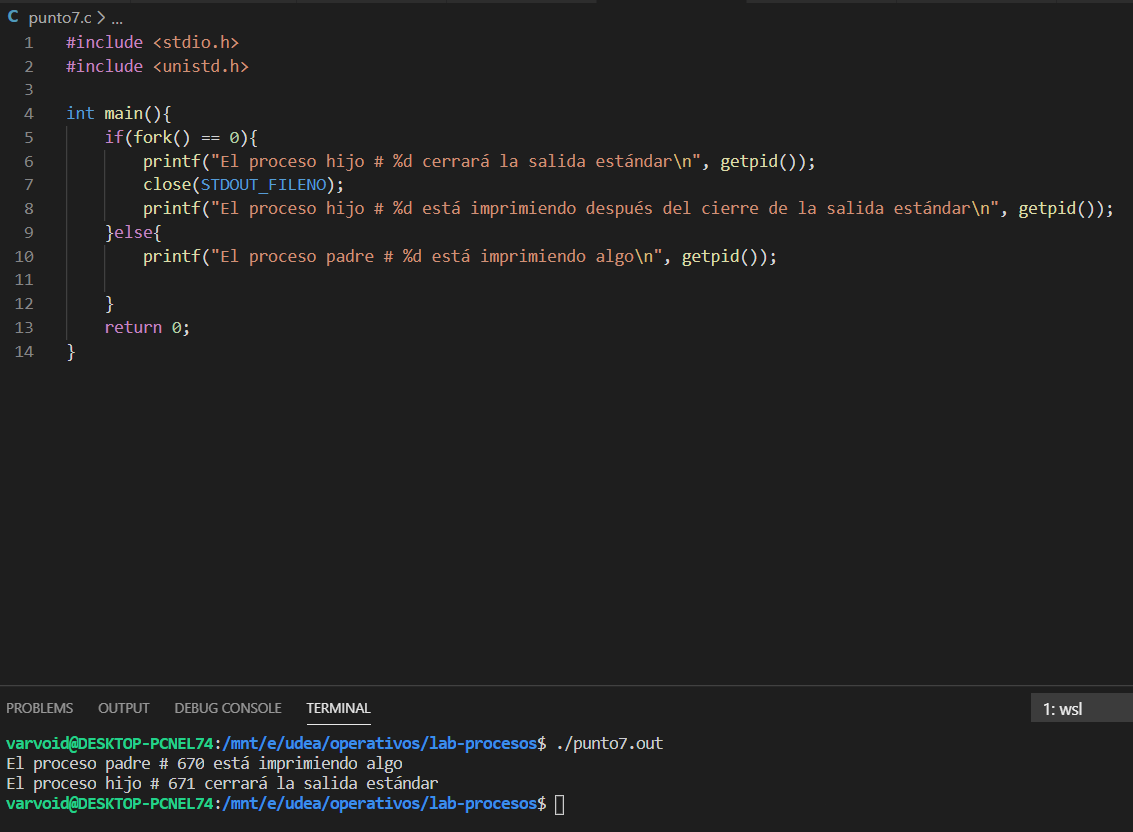 C punto7.c > ...
1 #include <stdio.h>
2 #include <unistd.h>
3
4 int main(){
5 if(fork() == 0){
6 printf("El proceso hijo # %d cerrará la salida estándar\n", getpid());
7 close(STDOUT_FILENO);
8 printf("El proceso hijo # %d está imprimiendo después del cierre de la salida estándar\n", getpid());
9 }else{
10 printf("El proceso padre # %d está imprimiendo algo\n", getpid());
11
12 }
13 return 0;
14 }
PROBLEMS OUTPUT DEBUG CONSOLE TERMINAL 1: wsl
varvoid@DESKTOP-PCNEL74:/mnt/e/udea/operativos/lab-procesos$ ./punto7.out
El proceso padre # 670 está imprimiendo algo
El proceso hijo # 671 cerrará la salida estándar
varvoid@DESKTOP-PCNEL74:/mnt/e/udea/operativos/lab-procesos$